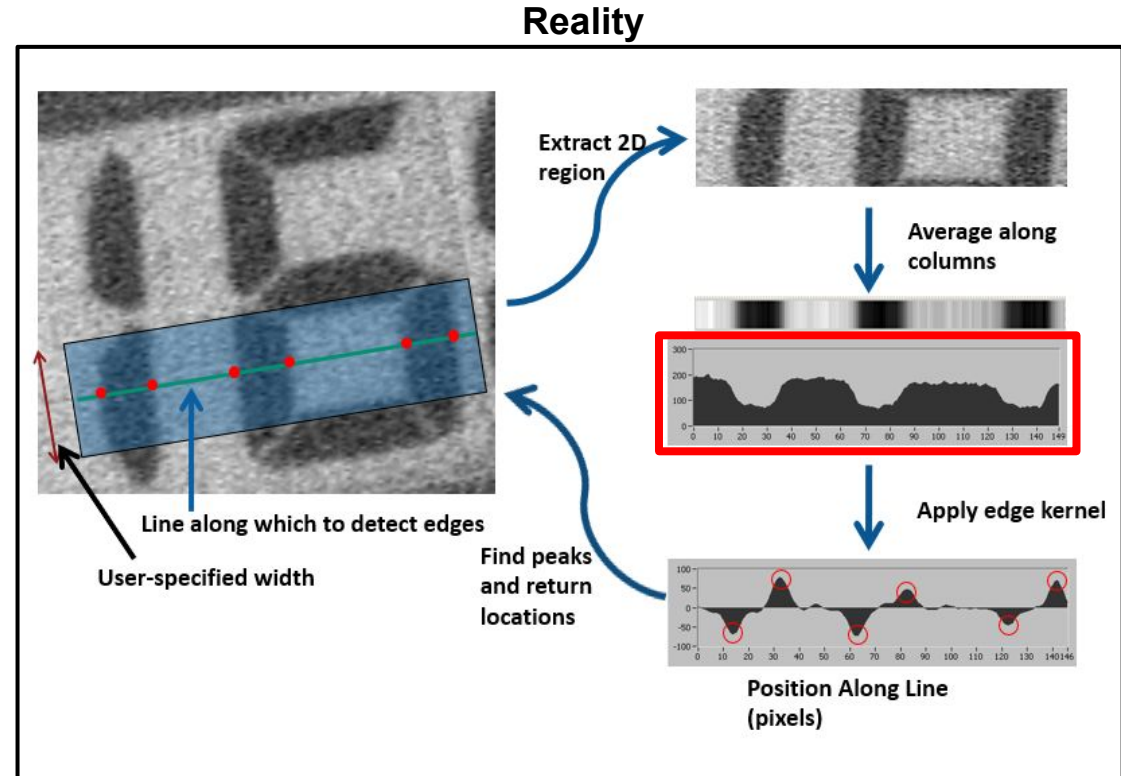 Reality
Extract 2D
region
Average along
columns
300
200
100
0
0 10 20 30 40 50 60 70 80 90 100 110 120 130 149
Line along which to detect edges
User-specified width
Find peaks
and return
locations
Apply edge kernel
100
50
0
-50
-100
0 10 20 30 40 50 60 70 80 90 100 110 120 130 140 146
Position Along Line
(pixels)